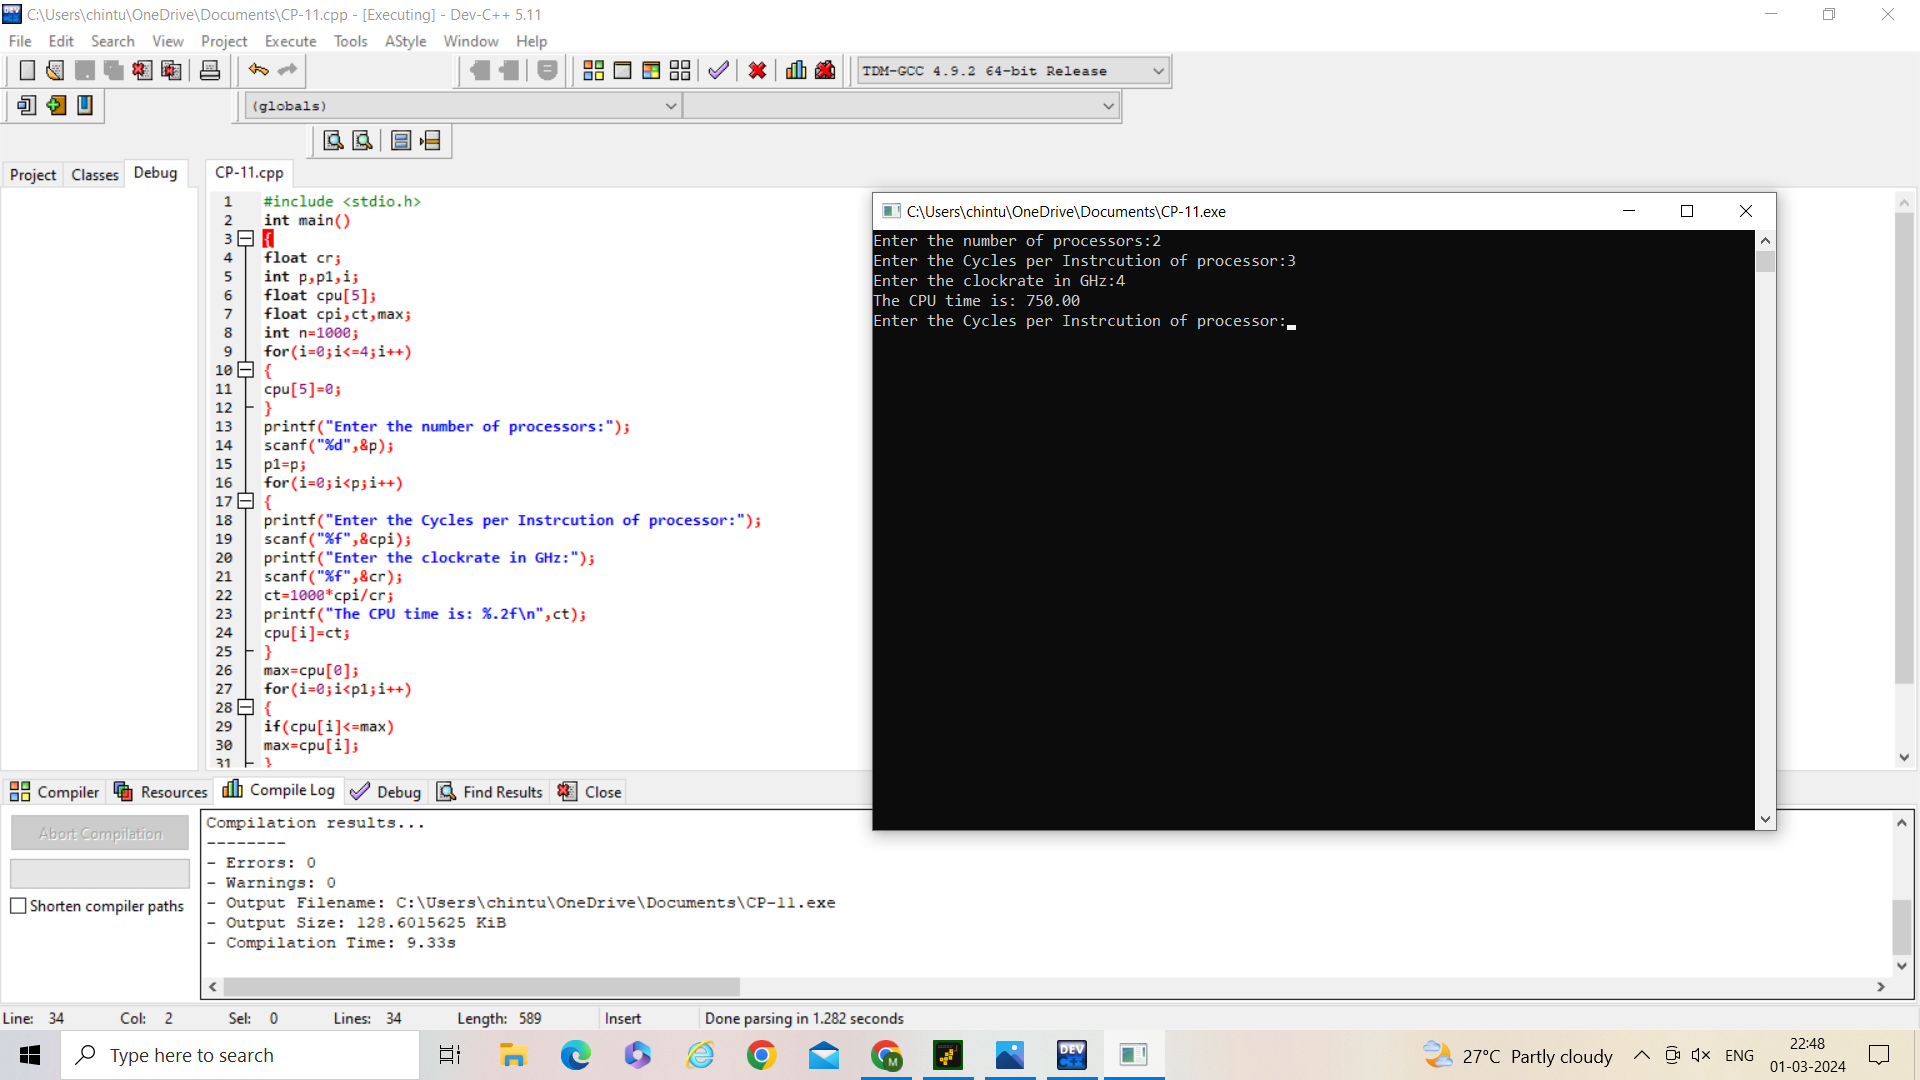 C:\Users\chintu\OneDrive\Documents\CP-11.cpp - [Executing] - Dev-C++ 5.11
File Edit Search View Project Execute Tools AStyle Window Help
TDM-GCC 4.9.2 64-bit Release
(globals)
Project Classes Debug
CP-11.cpp
1 #include <stdio.h>
2 int main()
3 {
4 float cr;
5 int p,p1,i;
6 float cpu[5];
7 float cpi,ct,max;
8 int n=1000;
9 for(i=0;i<=4;i++)
10 {
11 cpu[5]=0;
12 }
13 printf("Enter the number of processors:");
14 scanf("%d",&p);
15 p1=p;
16 for(i=0;i<p;i++)
17 {
18 printf("Enter the Cycles per Instrcution of processor:");
19 scanf("%f",&cpi);
20 printf("Enter the clockrate in GHz:");
21 scanf("%f",&cr);
22 ct=1000*cpi/cr;
23 printf("The CPU time is: %.2f\n",ct);
24 cpu[i]=ct;
25 }
26 max=cpu[0];
27 for(i=0;i<p1;i++)
28 {
29 if(cpu[i]<=max)
30 max=cpu[i];
31 }
C:\Users\chintu\OneDrive\Documents\CP-11.exe
Enter the number of processors:2
Enter the Cycles per Instrcution of processor:3
Enter the clockrate in GHz:4
The CPU time is: 750.00
Enter the Cycles per Instrcution of processor:
Compiler Resources Compile Log Debug Find Results Close
Abort Compilation
Shorten compiler paths
Compilation results...
--------
- Errors: 0
- Warnings: 0
- Output Filename: C:\Users\chintu\OneDrive\Documents\CP-11.exe
- Output Size: 128.6015625 KiB
- Compilation Time: 9.33s
Line: 34 Col: 2 Sel: 0 Lines: 34 Length: 589 Insert Done parsing in 1.282 seconds
Type here to search
DEV
M
27°C Partly cloudy
ENG
22:48
01-03-2024